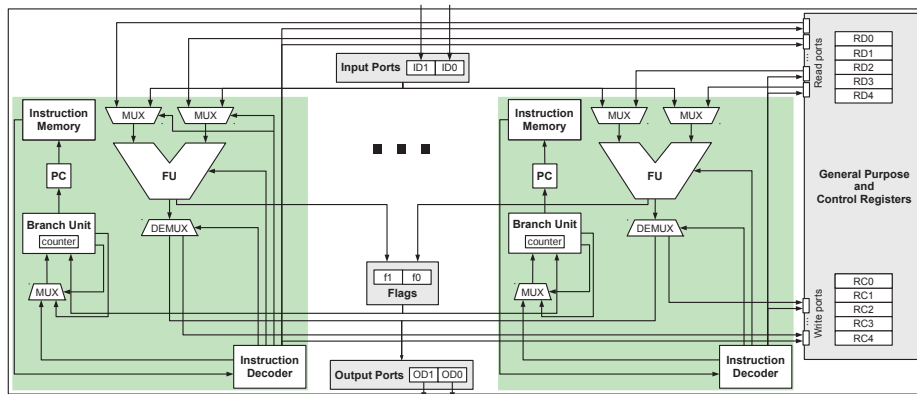 Input Ports
ID1 ID0
Read ports
...
RD0
RD1
RD2
RD3
RD4
Instruction
Memory
MUX
MUX
PC
FU
Branch Unit
counter
DEMUX
MUX
Instruction
Decoder
f1 f0
Flags
Output Ports
OD1 OD0
Instruction
Memory
MUX
MUX
PC
FU
Branch Unit
counter
DEMUX
MUX
Instruction
Decoder
General Purpose
and
Control Registers
Write ports
...
RC0
RC1
RC2
RC3
RC4